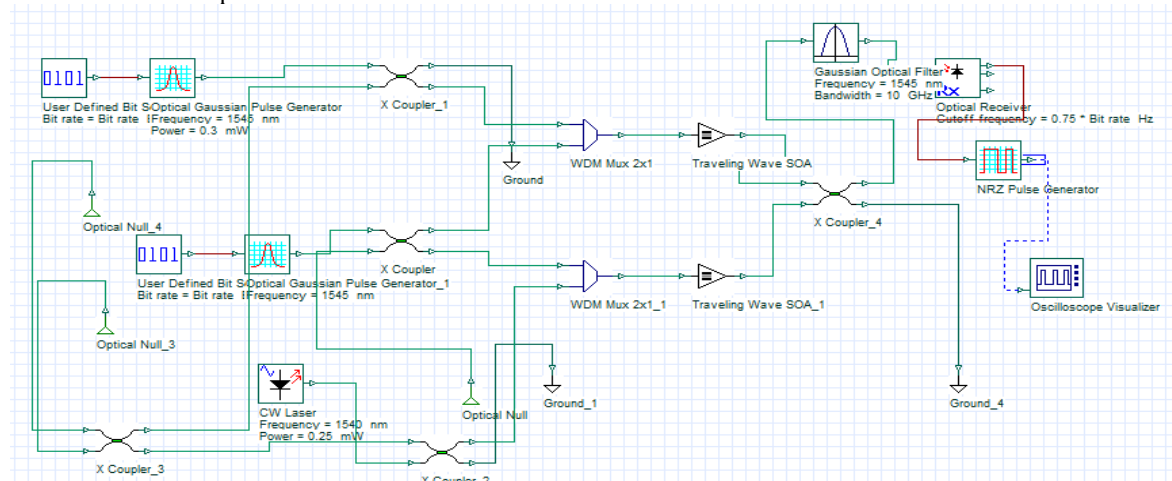 0101
User Defined Bit S
Optical Gaussian Pulse Generator
Bit rate = Bit rate
Frequency = 1545 nm
Power = 0.3 mW
X Coupler_1
WDM Mux 2x1
Traveling Wave SOA
Ground
Gaussian Optical Filter
Frequency = 1545 nm
Bandwidth = 10 GHz
Optical Receiver
Cutoff frequency = 0.75 * Bit rate Hz
NRZ Pulse Generator
X Coupler_4
Optical Null_4
0101
User Defined Bit S
Optical Gaussian Pulse Generator_1
Bit rate = Bit rate
Frequency = 1545 nm
X Coupler
WDM Mux 2x1_1
Traveling Wave SOA_1
Oscilloscope Visualizer
Optical Null_3
CW Laser
Frequency = 1540 nm
Power = 0.25 mW
Optical Null
Ground_1
Ground_4
X Coupler_3
X Coupler_2